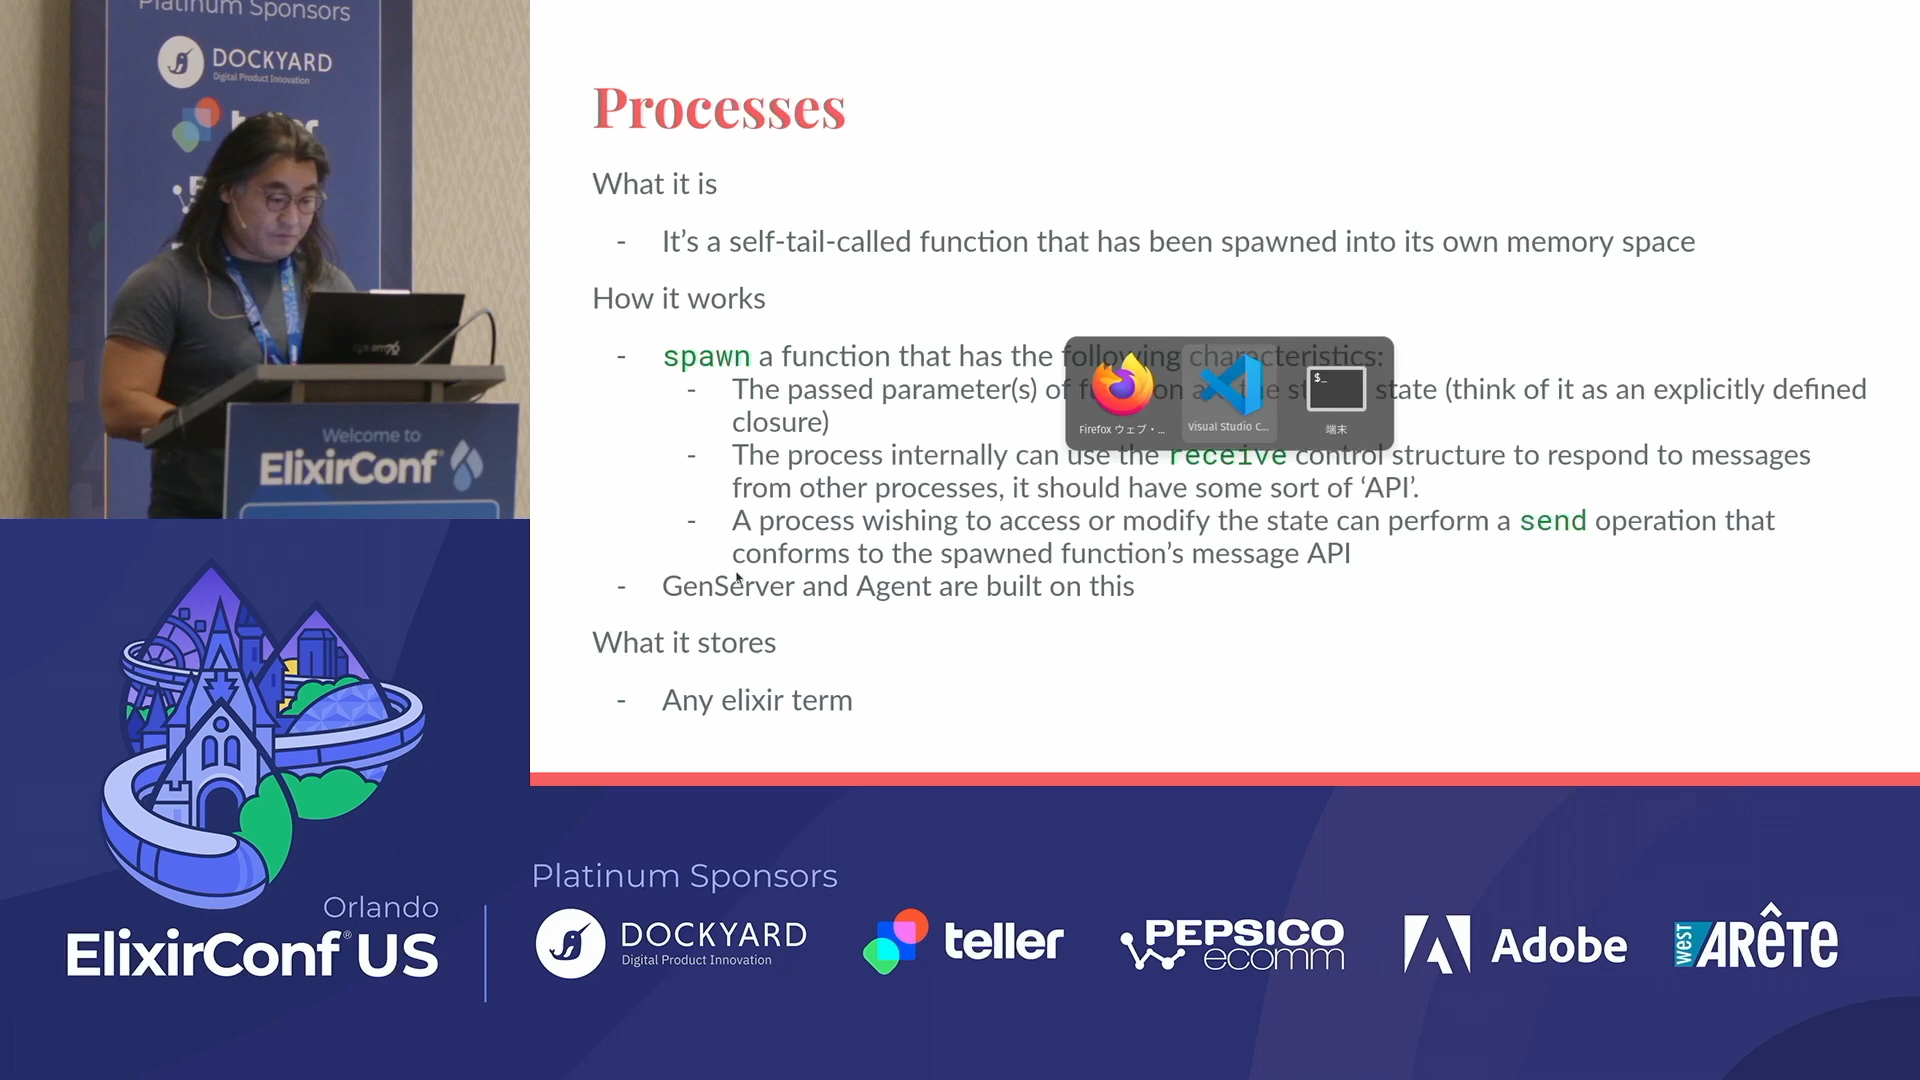 Platinum Sponsors
DOCKYARD
Digital Product Innovation
teller
Welcome to
ElixirConf®
Processes
What it is
- It’s a self-tail-called function that has been spawned into its own memory space
How it works
- spawn a function that has the following characteristics:
- The passed parameter(s) of function are the state (think of it as an explicitly defined
closure)
- The process internally can use the receive control structure to respond to messages
from other processes, it should have some sort of ‘API’.
- A process wishing to access or modify the state can perform a send operation that
conforms to the spawned function’s message API
- GenServer and Agent are built on this
What it stores
- Any elixir term
$_
Firefox ウェブ・...
Visual Studio C...
端末
Orlando
ElixirConf® US
Platinum Sponsors
DOCKYARD
Digital Product Innovation
teller
PEPSICO
ecomm
Adobe
west ARÊTE